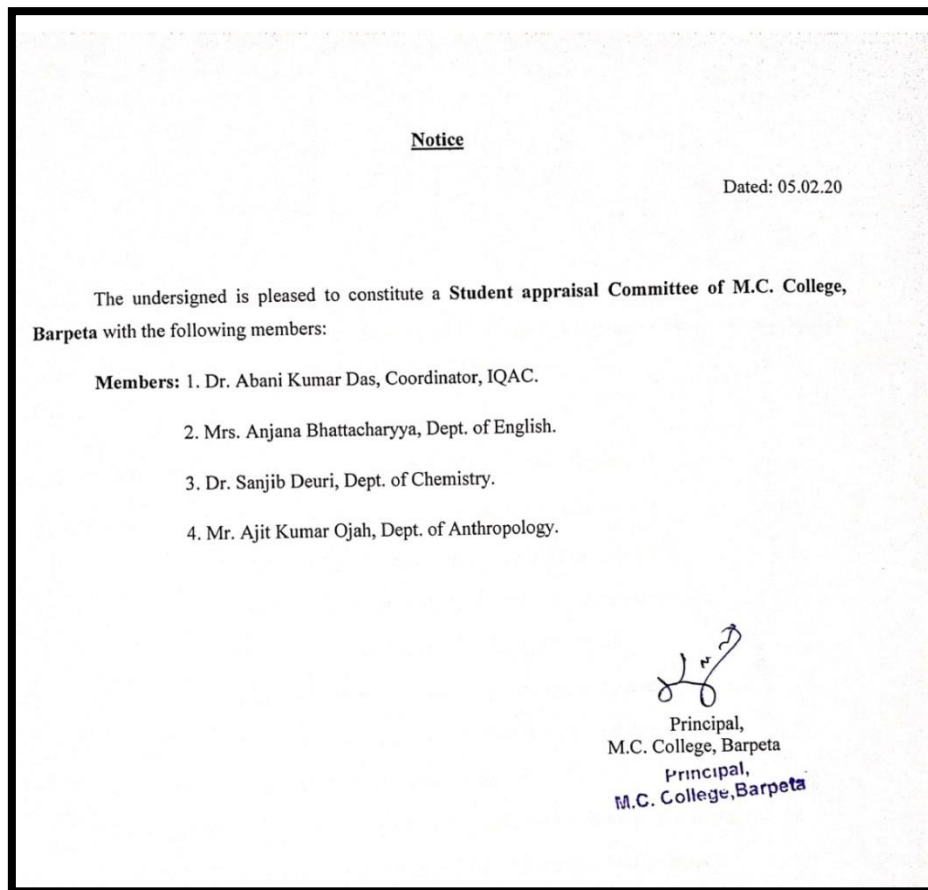 Notice
Dated: 05.02.20
The undersigned is pleased to constitute a Student appraisal Committee of M.C. College,
Barpeta with the following members:
Members: 1. Dr. Abani Kumar Das, Coordinator, IQAC.
2. Mrs. Anjana Bhattacharyya, Dept. of English.
3. Dr. Sanjib Deuri, Dept. of Chemistry.
4. Mr. Ajit Kumar Ojah, Dept. of Anthropology.
Principal,
M.C. College, Barpeta
Principal,
M.C. College,Barpeta